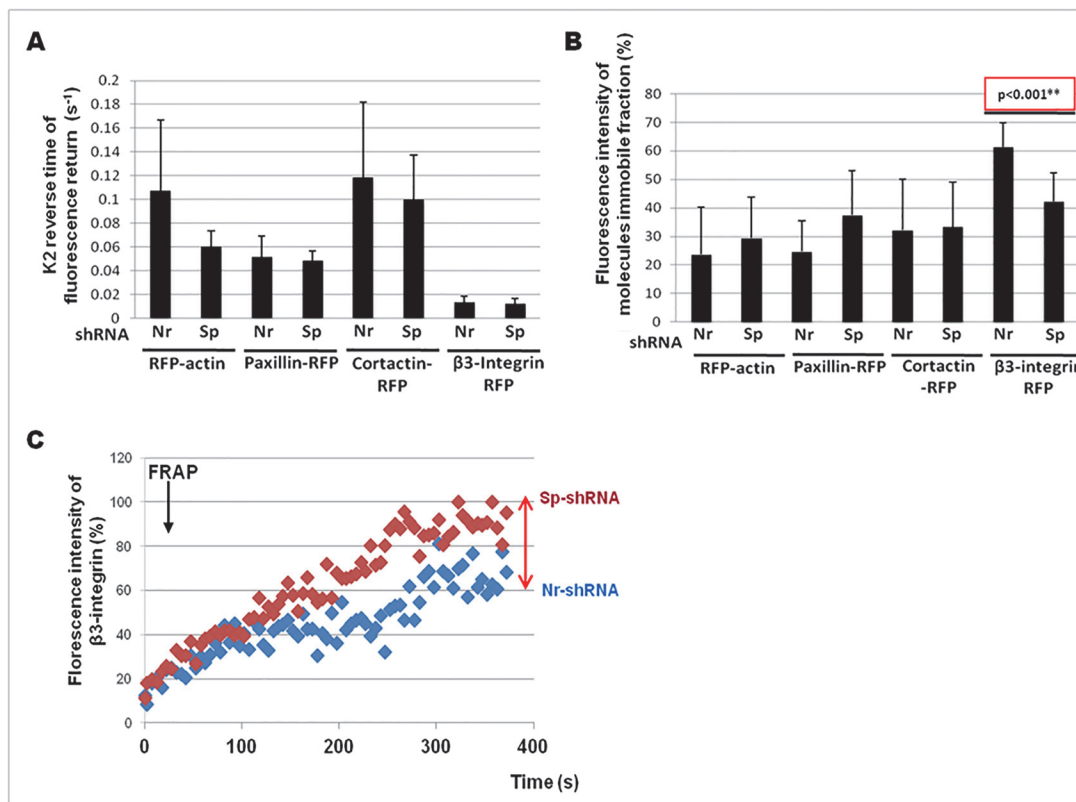 A
K2 reverse time of
fluorescence return (s⁻¹)
0.2
0.18
0.16
0.14
0.12
0.1
0.08
0.06
0.04
0.02
0
shRNA
Nr Sp Nr Sp Nr Sp Nr Sp
RFP-actin Paxillin-RFP Cortactin- β3-Integrin
RFP RFP
B
Fluorescence intensity of
molecules immobile fraction (%)
80
70
60
50
40
30
20
10
0
p<0.001**
shRNA
Nr Sp Nr Sp Nr Sp Nr Sp
RFP-actin Paxillin-RFP Cortactin β3-integrin
-RFP RFP
C
Florescence intensity of
β3-integrin (%)
120
100
80
60
40
20
0
FRAP
Sp-shRNA
Nr-shRNA
0 100 200 300 400
Time (s)